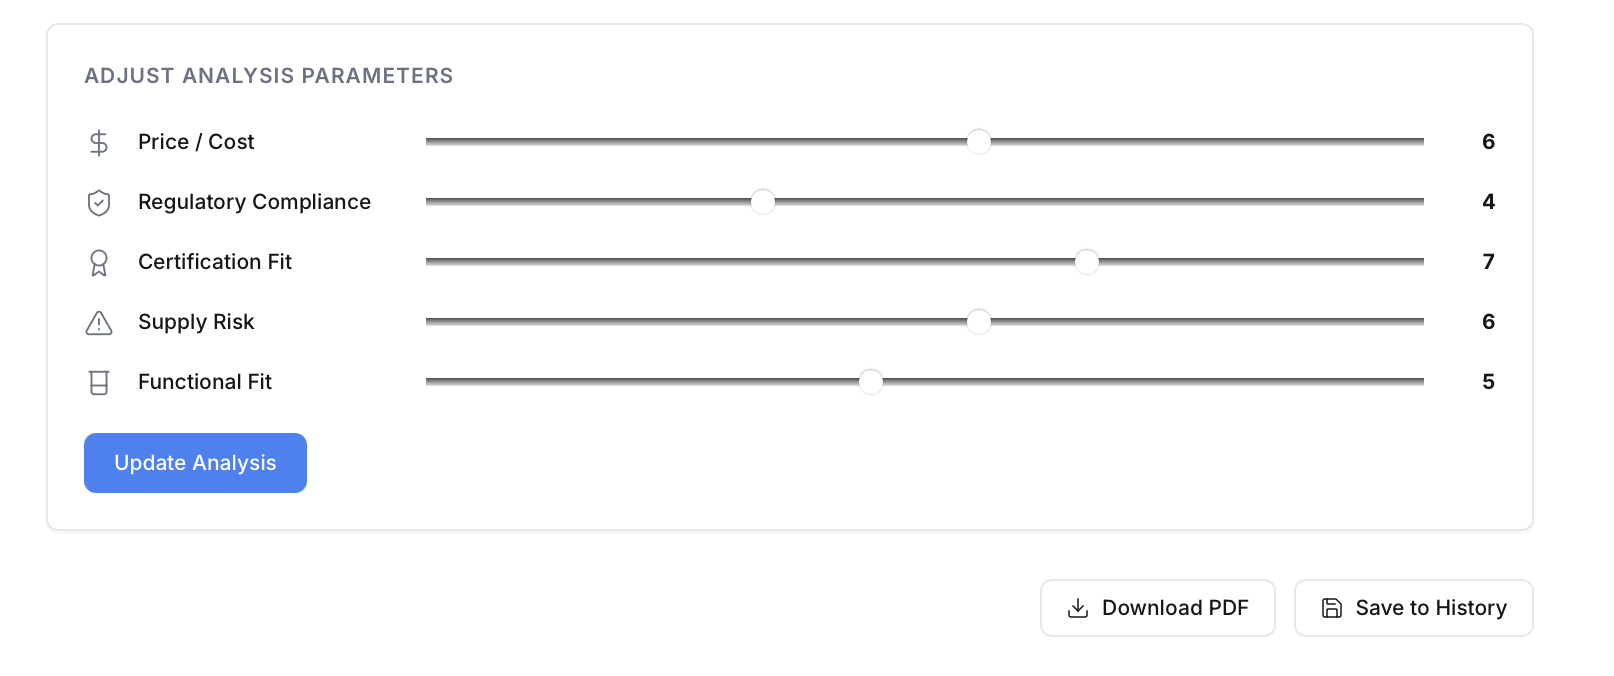 ADJUST ANALYSIS PARAMETERS
Price / Cost 6
Regulatory Compliance 4
Certification Fit 7
Supply Risk 6
Functional Fit 5
Update Analysis
Download PDF Save to History